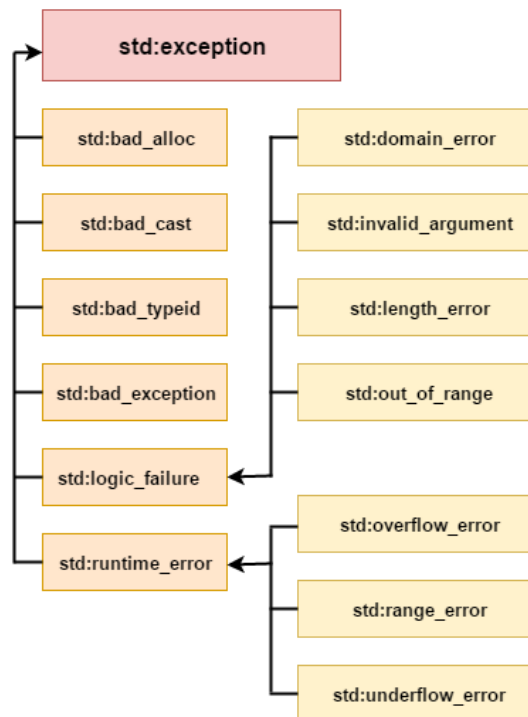 std:exception
std:bad_alloc
std:domain_error
std:bad_cast
std:invalid_argument
std:bad_typeid
std:length_error
std:bad_exception
std:out_of_range
std:logic_failure
std:overflow_error
std:runtime_error
std:range_error
std:underflow_error